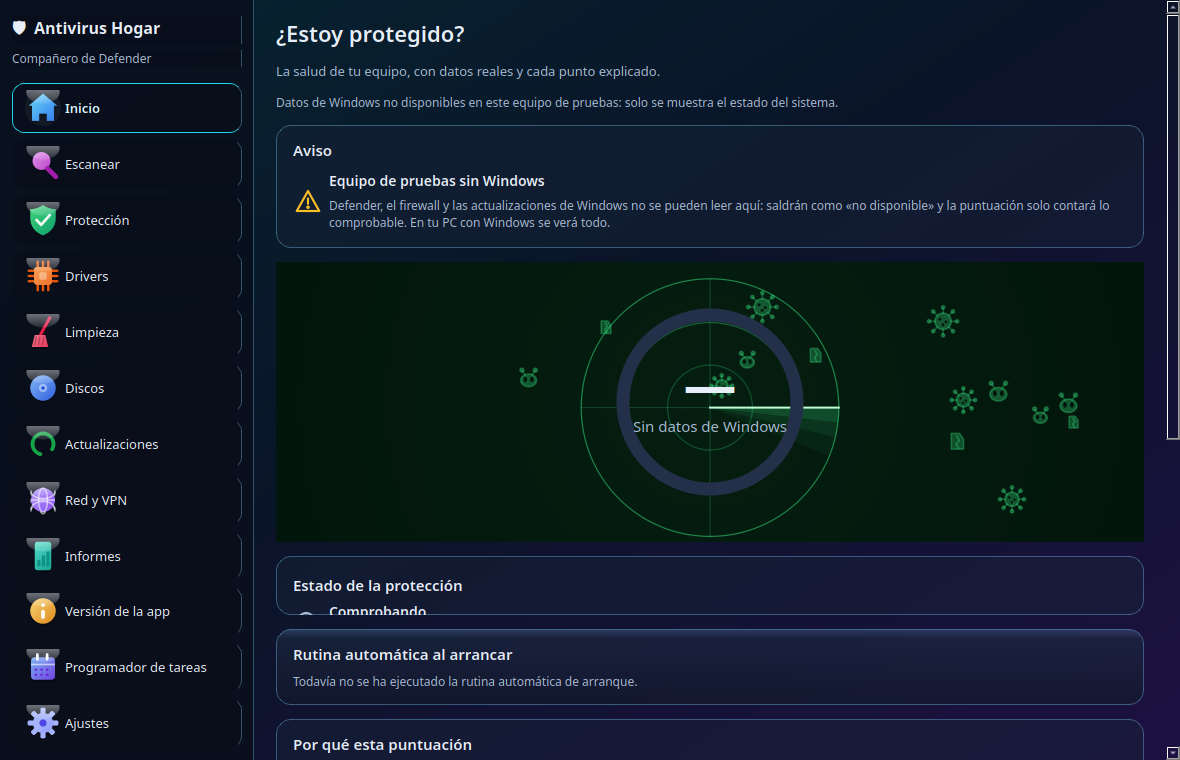 Antivirus Hogar
Compañero de Defender
Inicio
Escanear
Protección
Drivers
Limpieza
Discos
Actualizaciones
Red y VPN
Informes
Versión de la app
Programador de tareas
Ajustes
¿Estoy protegido?
La salud de tu equipo, con datos reales y cada punto explicado.
Datos de Windows no disponibles en este equipo de pruebas: solo se muestra el estado del sistema.
Aviso
Equipo de pruebas sin Windows
Defender, el firewall y las actualizaciones de Windows no se pueden leer aquí: saldrán como «no disponible» y la puntuación solo contará lo
comprobable. En tu PC con Windows se verá todo.
—
Sin datos de Windows
Estado de la protección
Comprobando…
Rutina automática al arrancar
Todavía no se ha ejecutado la rutina automática de arranque.
Por qué esta puntuación